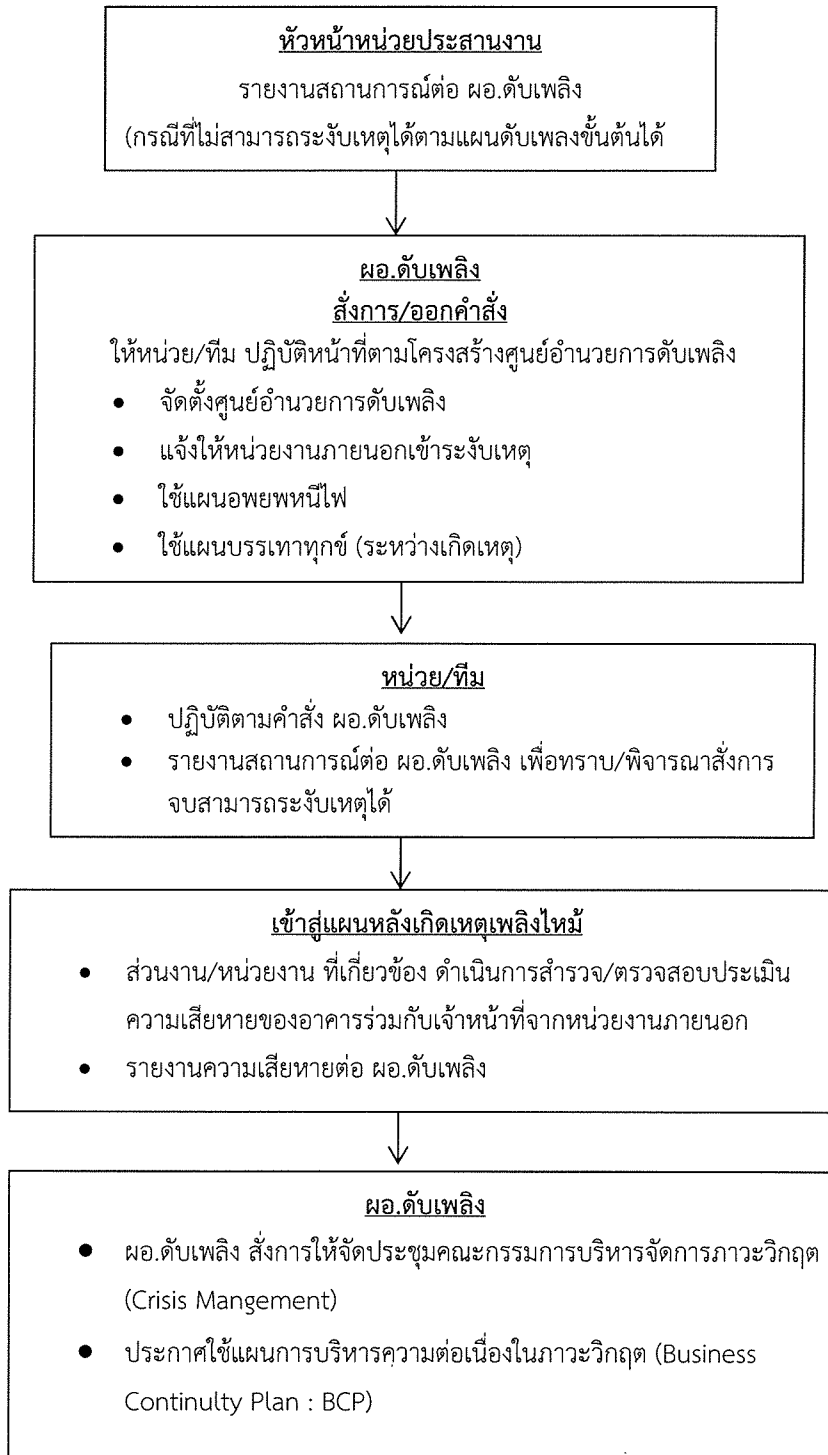 หัวหน้าหน่วยประสานงาน
รายงานสถานการณ์ต่อ ผอ.ดับเพลิง
(กรณีที่ไม่สามารถระงับเหตุได้ตามแผนดับเพลงขั้นต้นได้
ผอ.ดับเพลิง
สั่งการ/ออกคำสั่ง
ให้หน่วย/ทีม ปฏิบัติหน้าที่ตามโครงสร้างศูนย์อำนวยการดับเพลิง
• จัดตั้งศูนย์อำนวยการดับเพลิง
• แจ้งให้หน่วยงานภายนอกเข้าระงับเหตุ
• ใช้แผนอพยพหนีไฟ
• ใช้แผนบรรเทาทุกข์ (ระหว่างเกิดเหตุ)
หน่วย/ทีม
• ปฏิบัติตามคำสั่ง ผอ.ดับเพลิง
• รายงานสถานการณ์ต่อ ผอ.ดับเพลิง เพื่อทราบ/พิจารณาสั่งการ
จบสามารถระงับเหตุได้
เข้าสู่แผนหลังเกิดเหตุเพลิงไหม้
• ส่วนงาน/หน่วยงาน ที่เกี่ยวข้อง ดำเนินการสำรวจ/ตรวจสอบประเมิน
ความเสียหายของอาคารร่วมกับเจ้าหน้าที่จากหน่วยงานภายนอก
• รายงานความเสียหายต่อ ผอ.ดับเพลิง
ผอ.ดับเพลิง
• ผอ.ดับเพลิง สั่งการให้จัดประชุมคณะกรรมการบริหารจัดการภาวะวิกฤต
(Crisis Mangement)
• ประกาศใช้แผนการบริหารความต่อเนื่องในภาวะวิกฤต (Business
Continulty Plan : BCP)